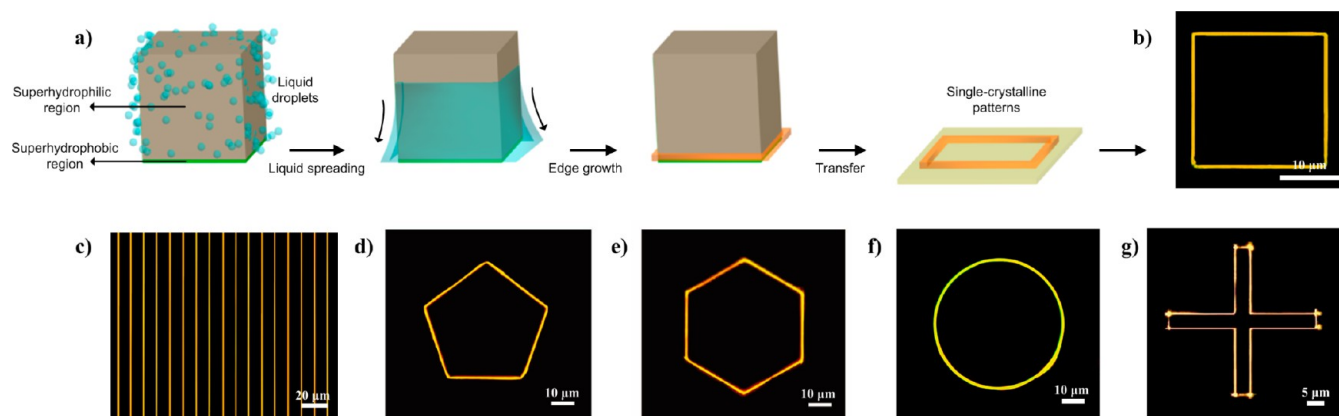 a)
Superhydrophilic
region
Superhydrophobic
region
Liquid
droplets
Liquid spreading
Edge growth
Transfer
Single-crystalline
patterns
b)
10 µm
c)
20 µm
d)
10 µm
e)
10 µm
f)
10 µm
g)
5 µm